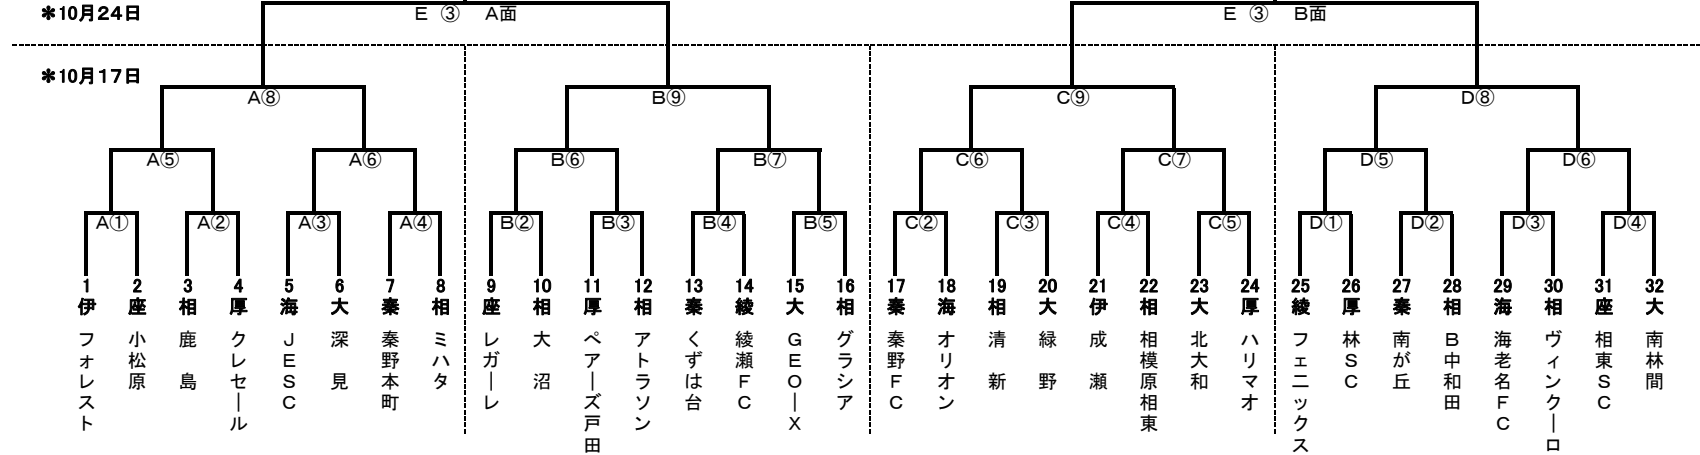 ＊10月24日
Ｅ ③ Ａ面
Ｅ ③ Ｂ面
＊10月17日
Ａ⑧
Ｂ⑨
Ｃ⑨
Ｄ⑧
Ａ⑤
Ａ⑥
Ｂ⑥
Ｂ⑦
Ｃ⑥
Ｃ⑦
Ｄ⑤
Ｄ⑥
Ａ①
Ａ②
Ａ③
Ａ④
Ｂ②
Ｂ③
Ｂ④
Ｂ⑤
Ｃ②
Ｃ③
Ｃ④
Ｃ⑤
Ｄ①
Ｄ②
Ｄ③
Ｄ④
1 伊 フォレスト
2 座 小松原
3 相 鹿島
4 厚 クレセール
5 海 ＪＥＳＣ
6 大 深見
7 秦 秦野本町
8 相 ミハタ
9 座 レガーレ
10 相 大沼
11 厚 ペアーズ戸田
12 相 アトラソン
13 秦 くずは台
14 綾 綾瀬ＦＣ
15 大 ＧＥＯーＸ
16 相 グラシア
17 秦 秦野ＦＣ
18 海 オリオン
19 相 清新
20 大 緑野
21 伊 成瀬
22 相 相模原相東
23 大 北大和
24 厚 ハリマオ
25 綾 フェニックス
26 厚 林ＳＣ
27 秦 南が丘
28 相 Ｂ中和田
29 海 海老名ＦＣ
30 相 ヴィンクーロ
31 座 相東ＳＣ
32 大 南林間